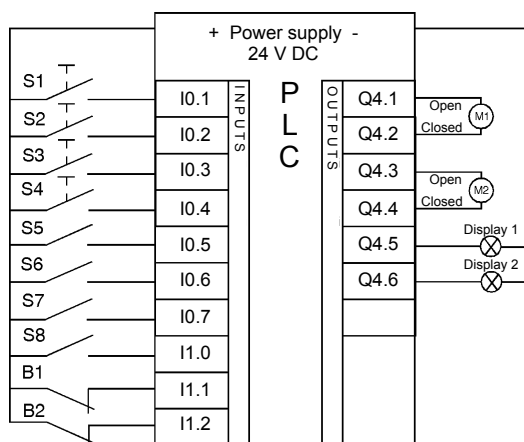 + Power supply -
24 V DC
S1
S2
S3
S4
S5
S6
S7
S8
B1
B2
I0.1
I0.2
I0.3
I0.4
I0.5
I0.6
I0.7
I1.0
I1.1
I1.2
INPUTS
PLC
OUTPUTS
Q4.1
Q4.2
Q4.3
Q4.4
Q4.5
Q4.6
Open
M1
Closed
Open
M2
Closed
Display 1
Display 2